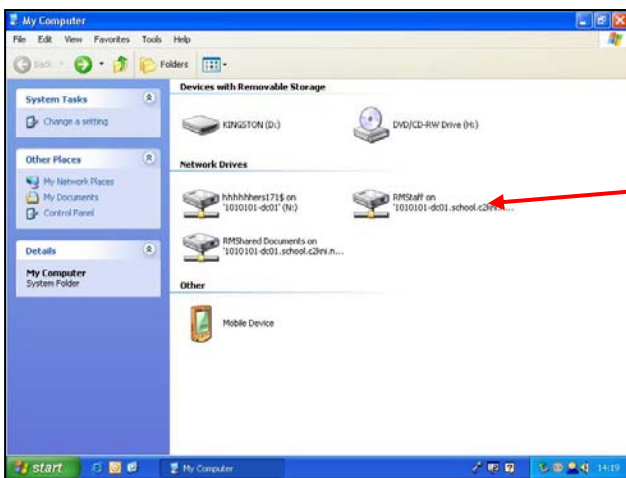 My Computer
File Edit View Favorites Tools Help
Back Folders
Devices with Removable Storage
System Tasks
Change a setting
KINGSTON (D:)
DVD/CD-RW Drive (H:)
Other Places
My Network Places
My Documents
Control Panel
Network Drives
hhhhhhers171$ on
'1010101-dc01' (N:)
RMStaff on
'1010101-dc01.school.c2kni.n...
RMShared Documents on
'1010101-dc01.school.c2kni.n...
Details
My Computer
System Folder
Other
Mobile Device
start
My Computer
14:19